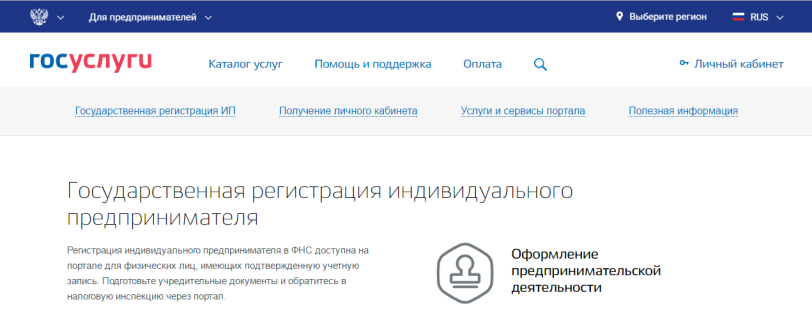 Для предпринимателей Выберите регион RUS
госуслуги Каталог услуг Помощь и поддержка Оплата Личный кабинет
Государственная регистрация ИП Получение личного кабинета Услуги и сервисы портала Полезная информация
Государственная регистрация индивидуального
предпринимателя
Регистрация индивидуального предпринимателя в ФНС доступна на
портале для физических лиц, имеющих подтвержденную учетную
запись. Подготовьте учредительные документы и обратитесь в
налоговую инспекцию через портал.
Оформление
предпринимательской
деятельности